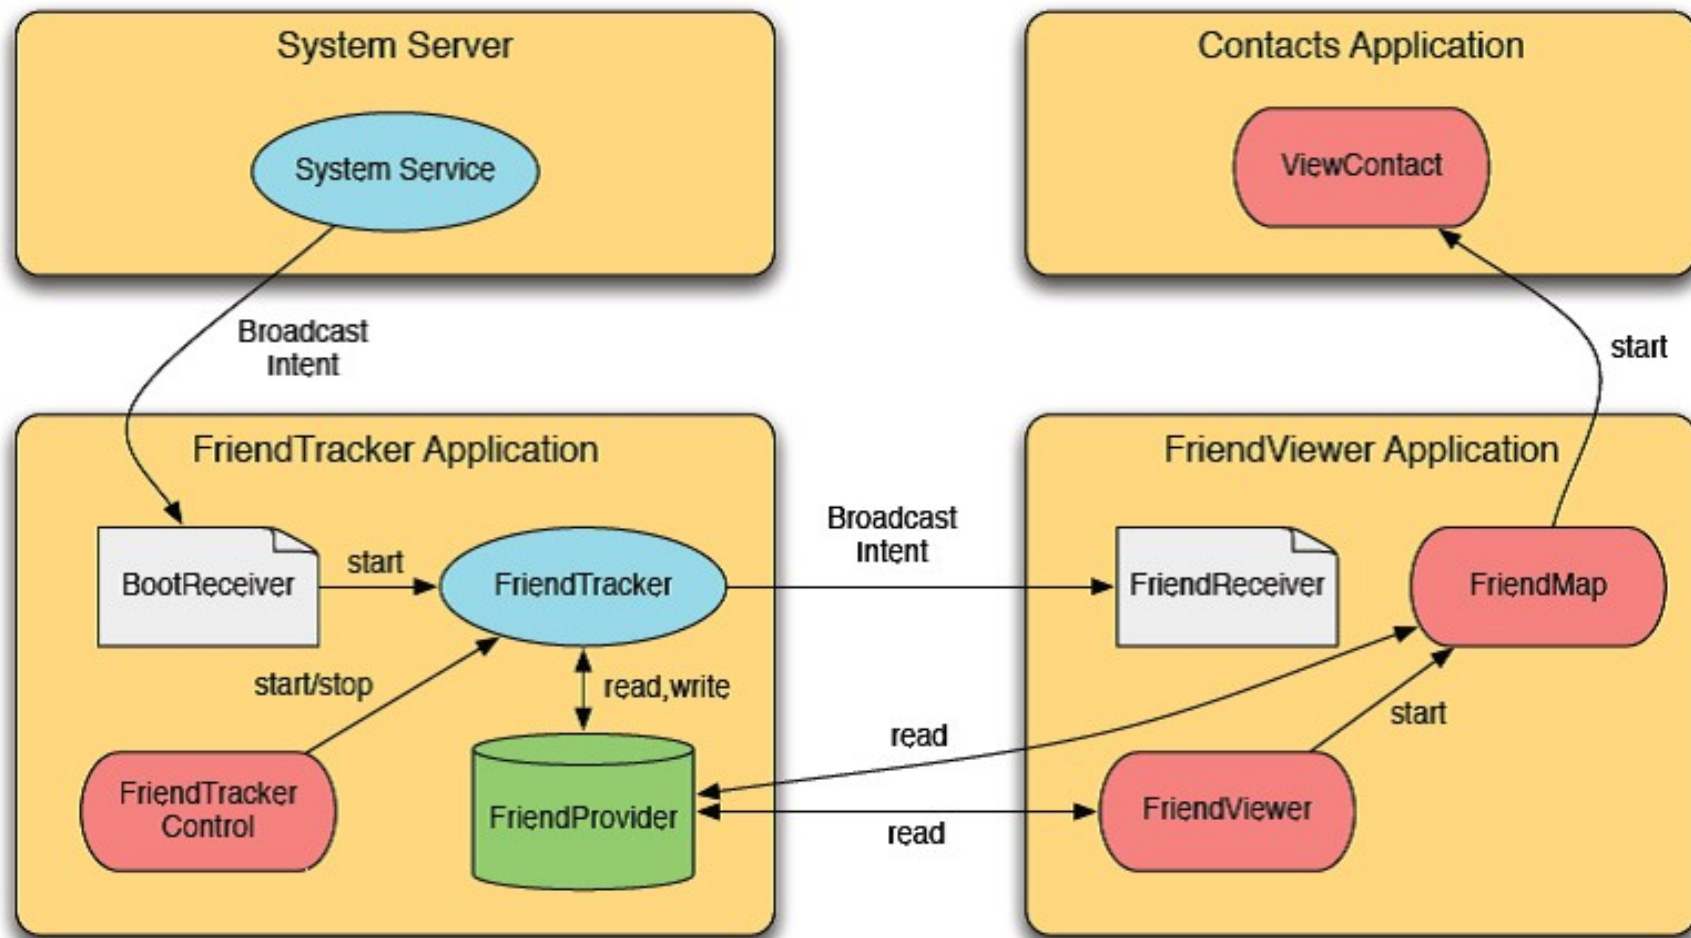 System Server
System Service
Contacts Application
ViewContact
Broadcast
Intent
start
FriendTracker Application
BootReceiver
start
FriendTracker
start/stop
read,write
FriendTracker
Control
FriendProvider
Broadcast
Intent
read
read
FriendViewer Application
FriendReceiver
FriendMap
start
FriendViewer